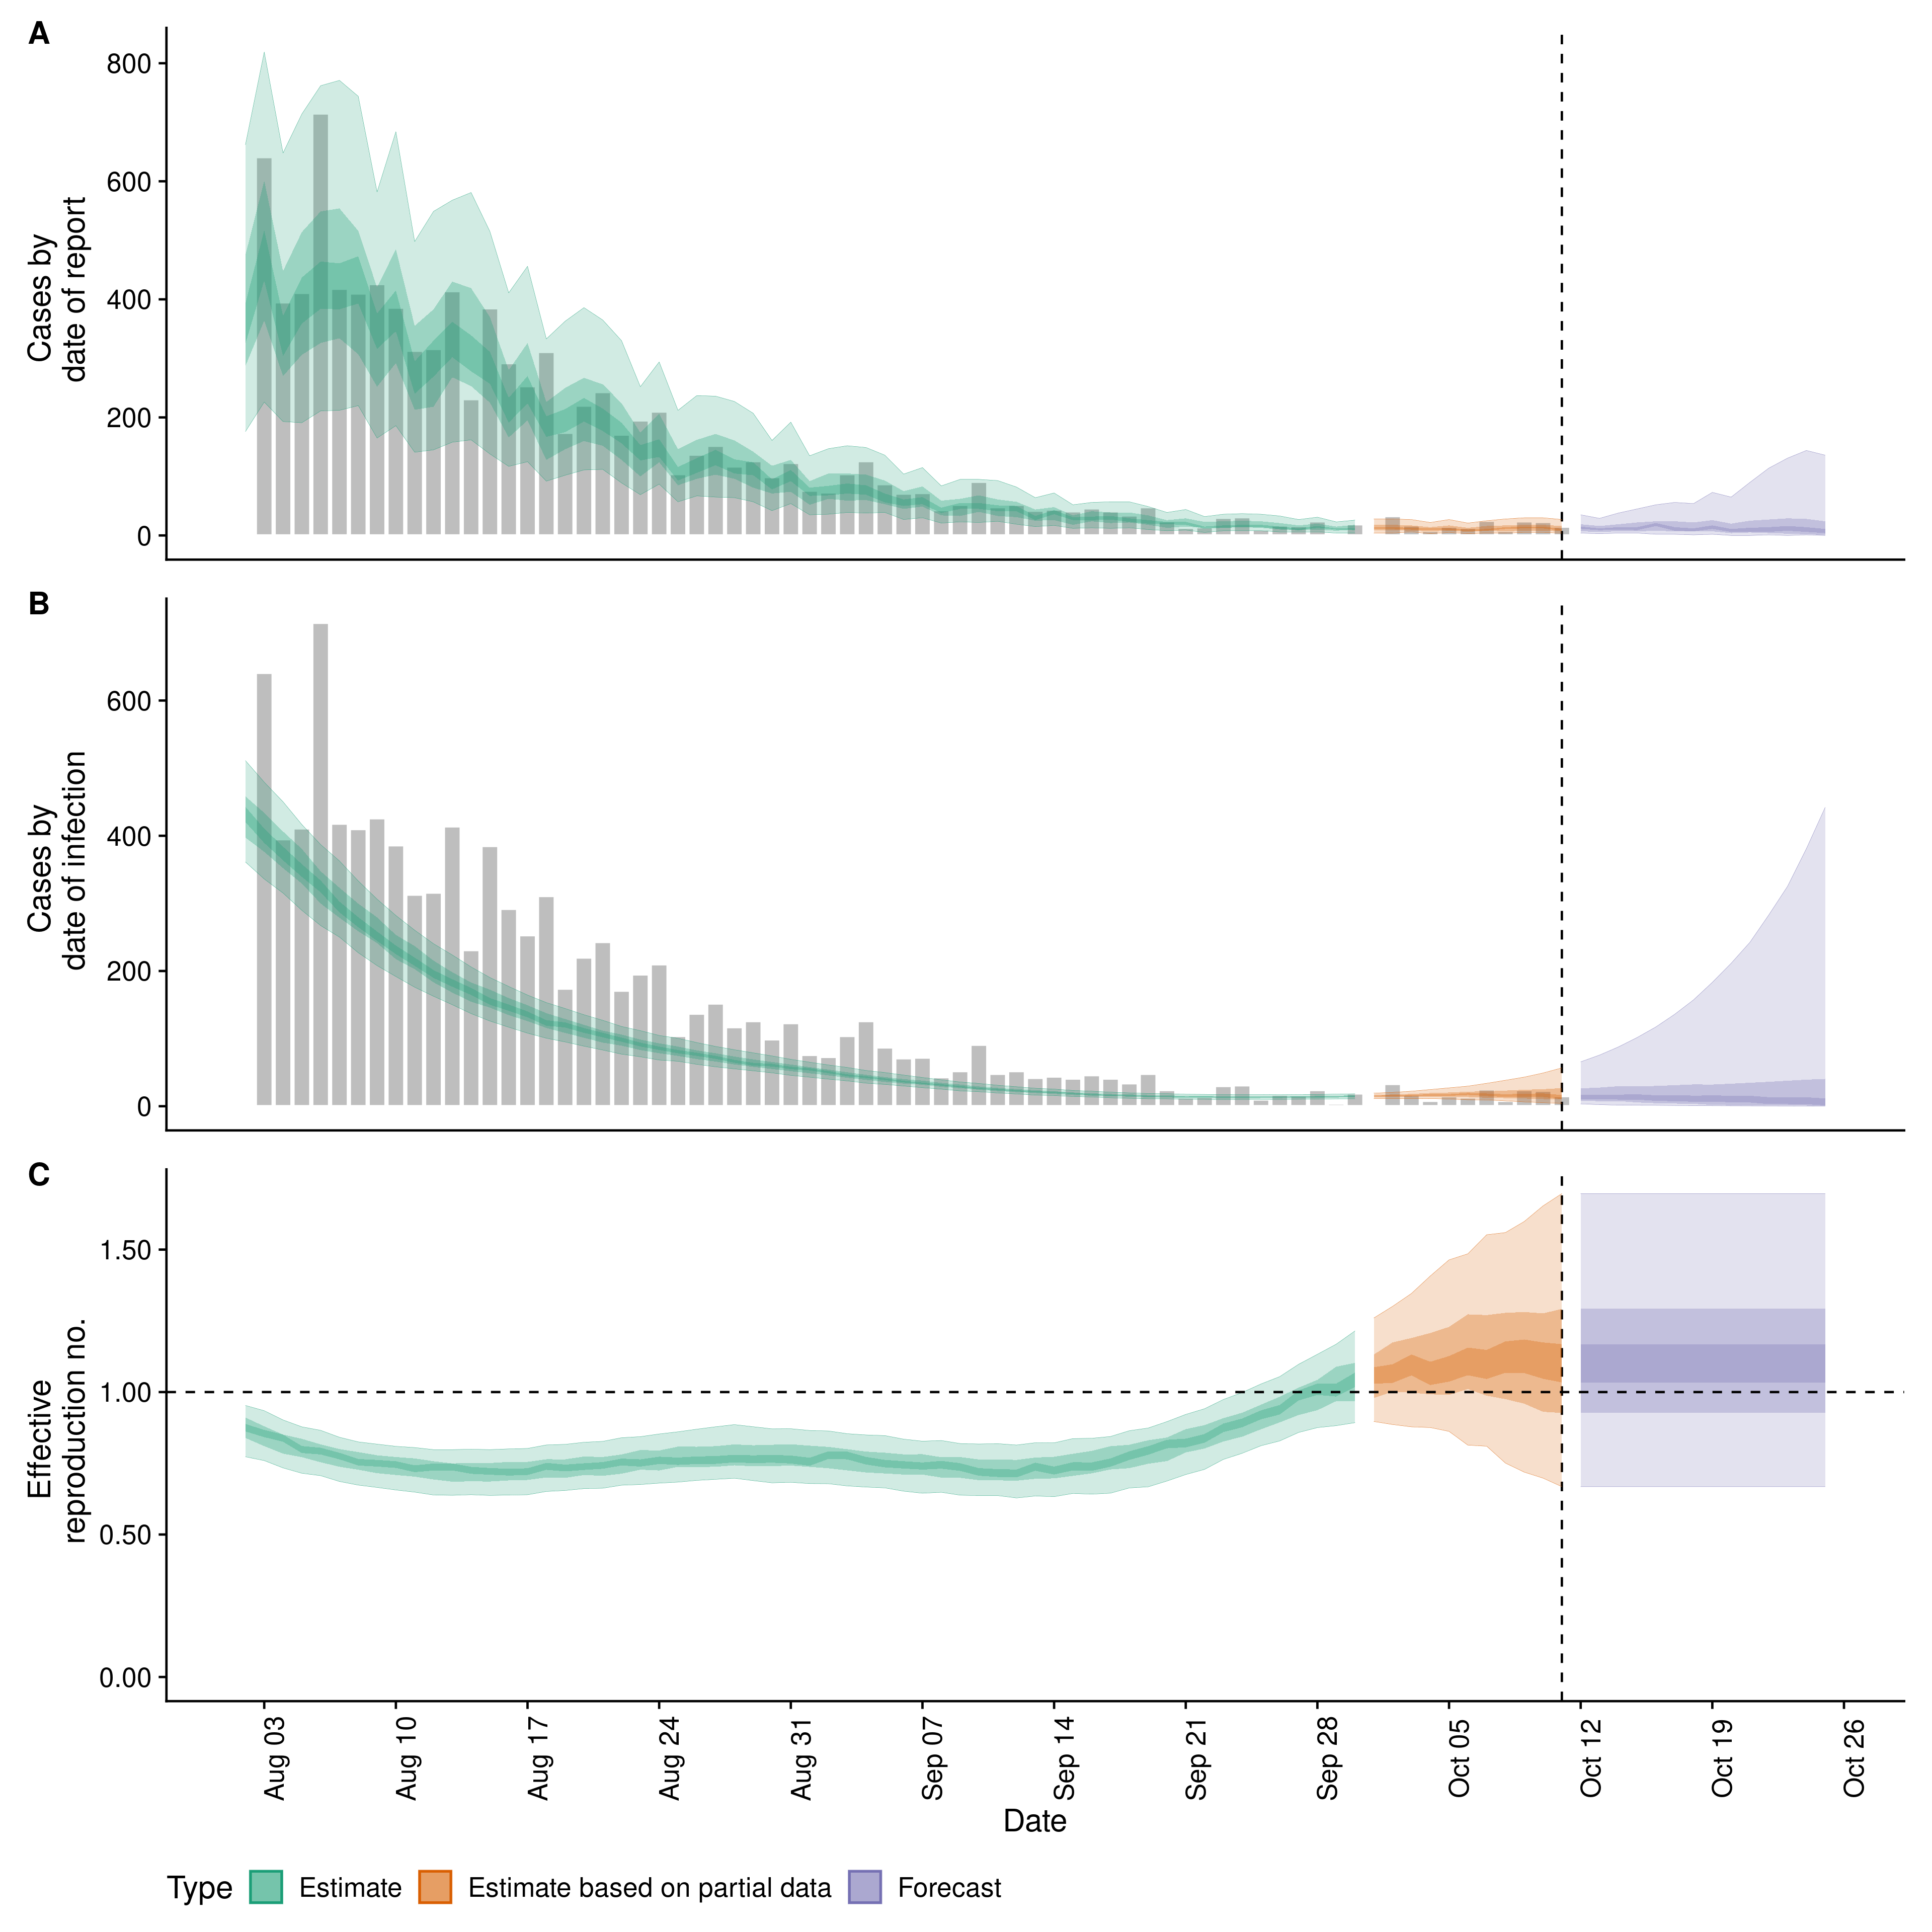 A
800
600
400
200
0
Cases by
date of report
B
600
400
200
0
Cases by
date of infection
C
1.50
1.00
0.50
0.00
Effective
reproduction no.
Aug 03
Aug 10
Aug 17
Aug 24
Aug 31
Sep 07
Sep 14
Sep 21
Sep 28
Oct 05
Oct 12
Oct 19
Oct 26
Date
Type Estimate Estimate based on partial data Forecast